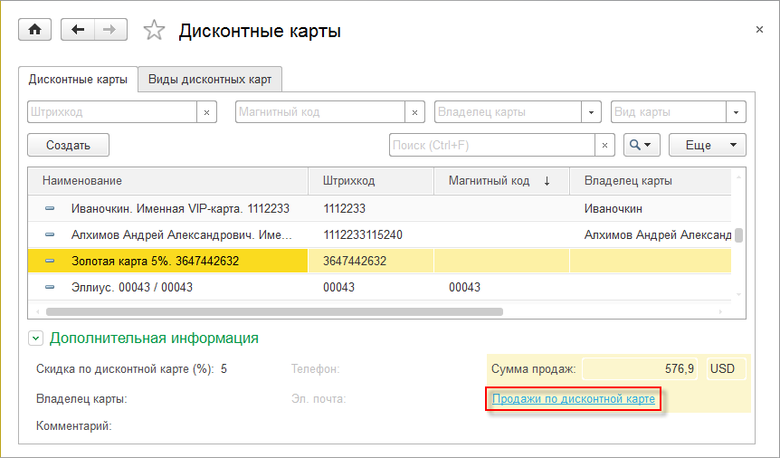 Дисконтные карты
Дисконтные карты Виды дисконтных карт
Штрихкод Магнитный код Владелец карты Вид карты
Создать Поиск (Ctrl+F) Еще
Наименование Штрихкод Магнитный код ↓ Владелец карты
Иваночкин. Именная VIP-карта. 1112233 1112233 Иваночкин
Алхимов Андрей Александрович. Име... 1112233115240 Алхимов Андрей Александ
Золотая карта 5%. 3647442632 3647442632
Эллиус. 00043 / 00043 00043 00043
Дополнительная информация
Скидка по дисконтной карте (%): 5 Телефон: Сумма продаж: 576,9 USD
Владелец карты: Эл. почта: Продажи по дисконтной карте
Комментарий: